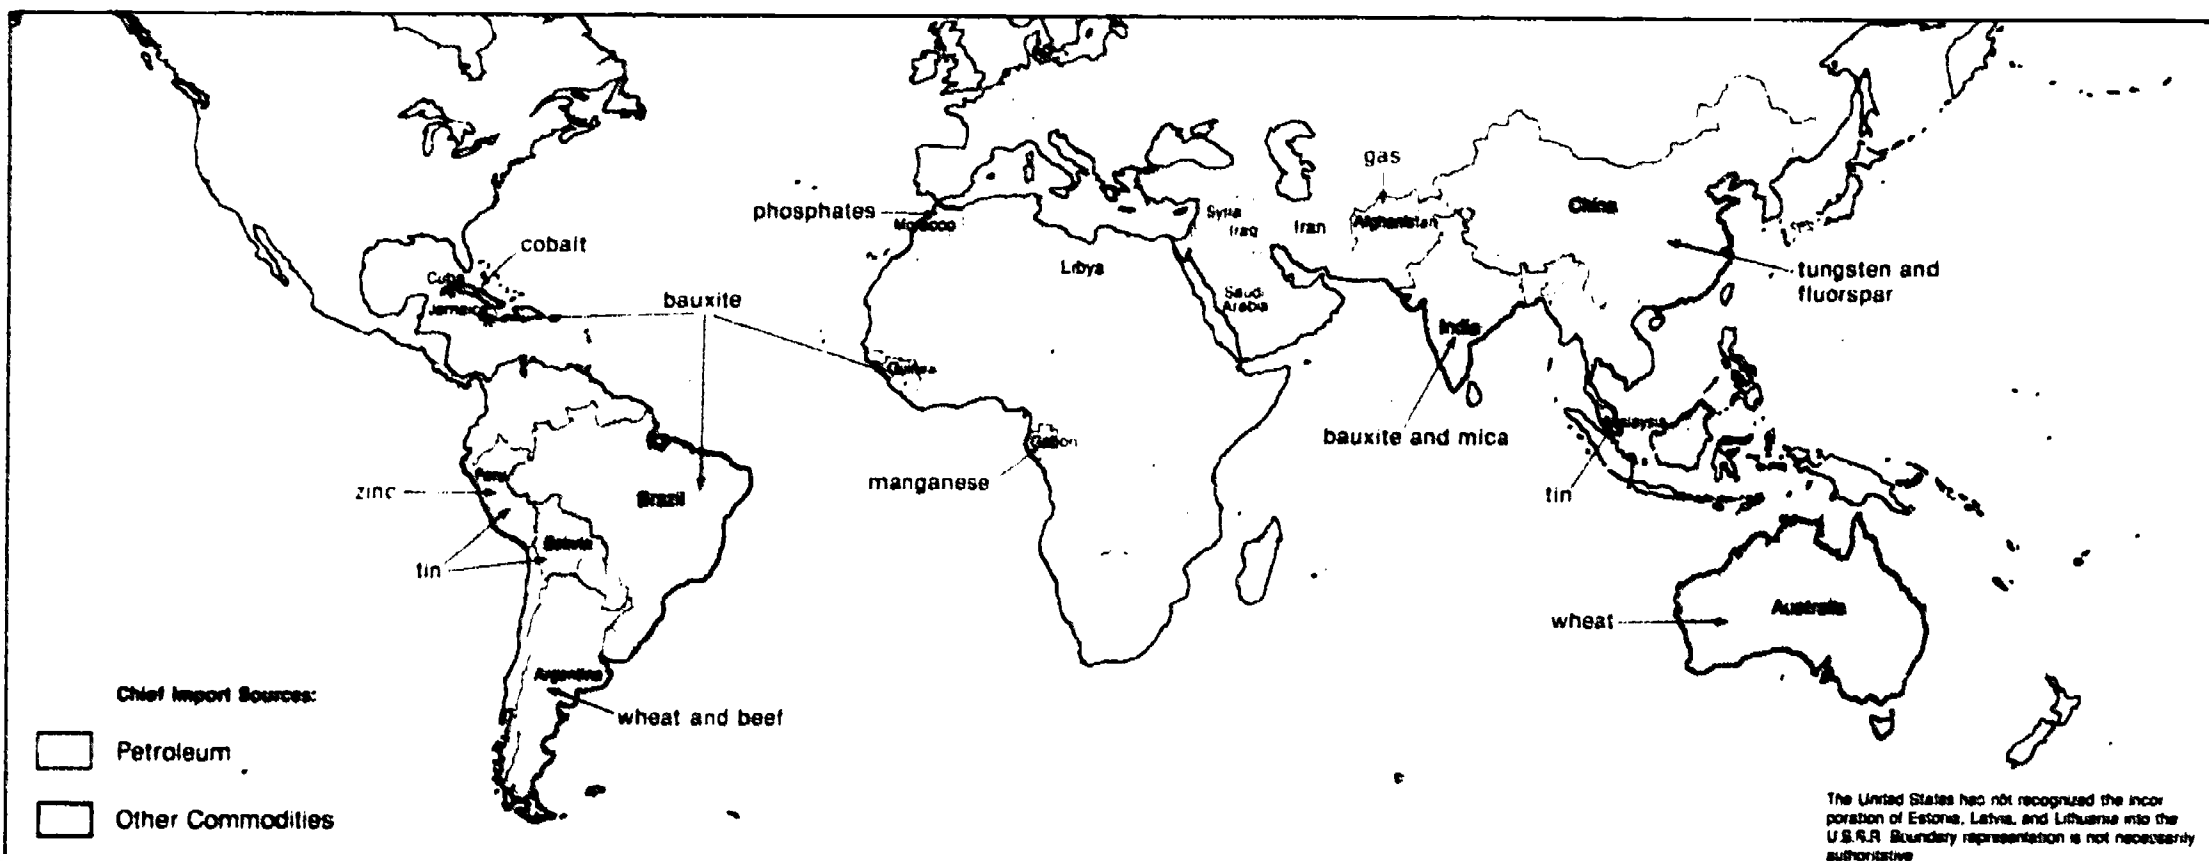 gas
China
phosphates
Morocco
Syria
Iraq
Iran
Afghanistan
cobalt
Cuba
Libya
tungsten and
fluorspar
Jamaica
bauxite
Saudi
Arabia
India
Guinea
Malaysia
Gabon
bauxite and mica
manganese
Peru
zinc
Brazil
tin
Bolivia
tin
wheat
Australia
Argentina
wheat and beef
Chief Import Sources:
Petroleum
Other Commodities
The United States has not recognized the incor
poration of Estonia, Latvia, and Lithuania into the
U.S.S.R. Boundary representation is not necessarily
authoritative